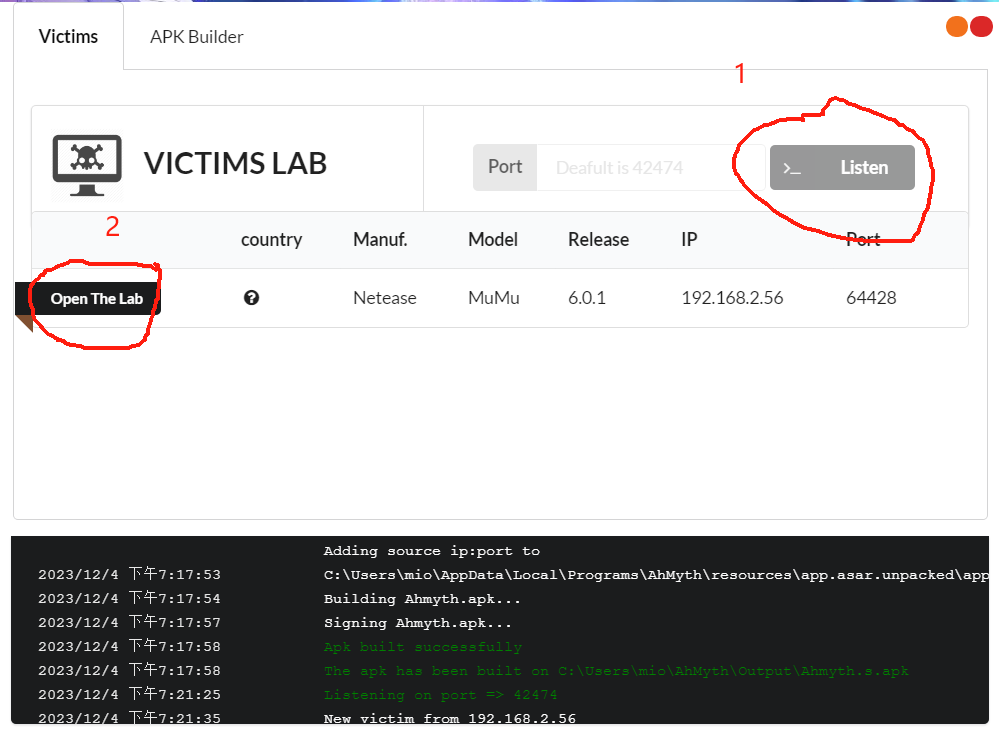 Victims
APK Builder
1
VICTIMS LAB
Port
Deafult is 42474
>_ Listen
2
country Manuf. Model Release IP Port
Open The Lab ? Netease MuMu 6.0.1 192.168.2.56 64428
Adding source ip:port to
2023/12/4 下午7:17:53 C:\Users\mio\AppData\Local\Programs\AhMyth\resources\app.asar.unpacked\app
2023/12/4 下午7:17:54 Building Ahmyth.apk...
2023/12/4 下午7:17:57 Signing Ahmyth.apk...
2023/12/4 下午7:17:58 Apk built successfully
2023/12/4 下午7:17:58 The apk has been built on C:\Users\mio\AhMyth\Output\Ahmyth.s.apk
2023/12/4 下午7:21:25 Listening on port => 42474
2023/12/4 下午7:21:35 New victim from 192.168.2.56